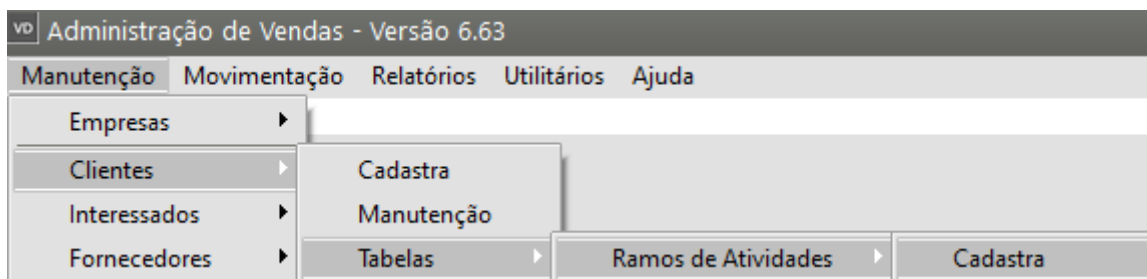 VD Administração de Vendas - Versão 6.63
Manutenção Movimentação Relatórios Utilitários Ajuda
Empresas
Clientes Cadastra
Interessados Manutenção
Fornecedores Tabelas Ramos de Atividades Cadastra